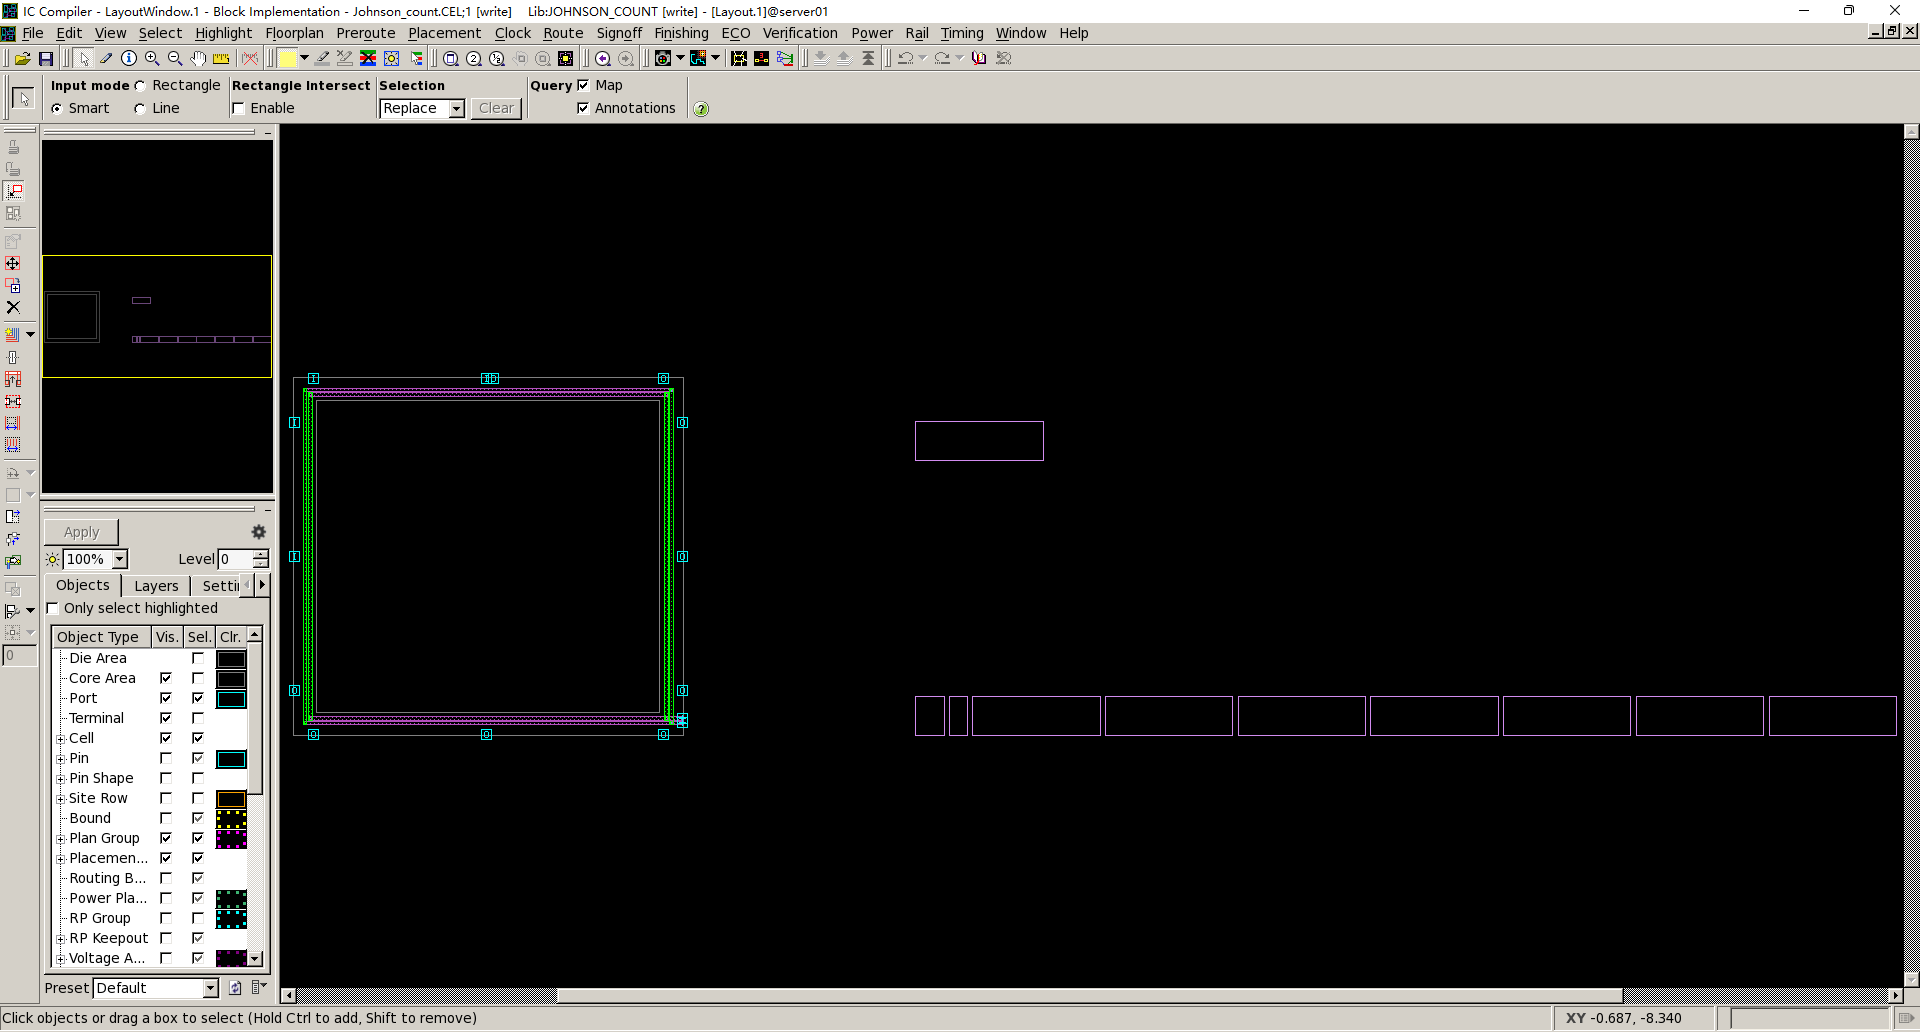 IC Compiler - LayoutWindow.1 - Block Implementation - Johnson_count.CEL;1 [write]    Lib:JOHNSON_COUNT [write] - [Layout.1]@server01
File Edit View Select Highlight Floorplan Preroute Placement Clock Route Signoff Finishing ECO Verification Power Rail Timing Window Help
Input mode Rectangle Rectangle Intersect Selection Query Map
Smart Line Enable Replace Clear Annotations
Apply
100% Level 0
Objects Layers Settin
Only select highlighted
Object Type Vis. Sel. Clr.
Die Area
Core Area
Port
Terminal
Cell
Pin
Pin Shape
Site Row
Bound
Plan Group
Placemen...
Routing B...
Power Pla...
RP Group
RP Keepout
Voltage A...
0
Preset Default
I I O
I O
I O
O O
O O O
Click objects or drag a box to select (Hold Ctrl to add, Shift to remove)
XY -0.687, -8.340